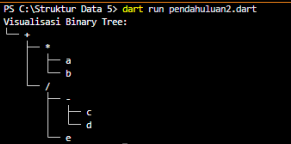 PS C:\Struktur Data 5> dart run pendahuluan2.dart
Visualisasi Binary Tree:
└── +
    ├── *
    │   ├── a
    │   └── b
    └── /
        ├── -
        │   ├── c
        │   └── d
        └── e